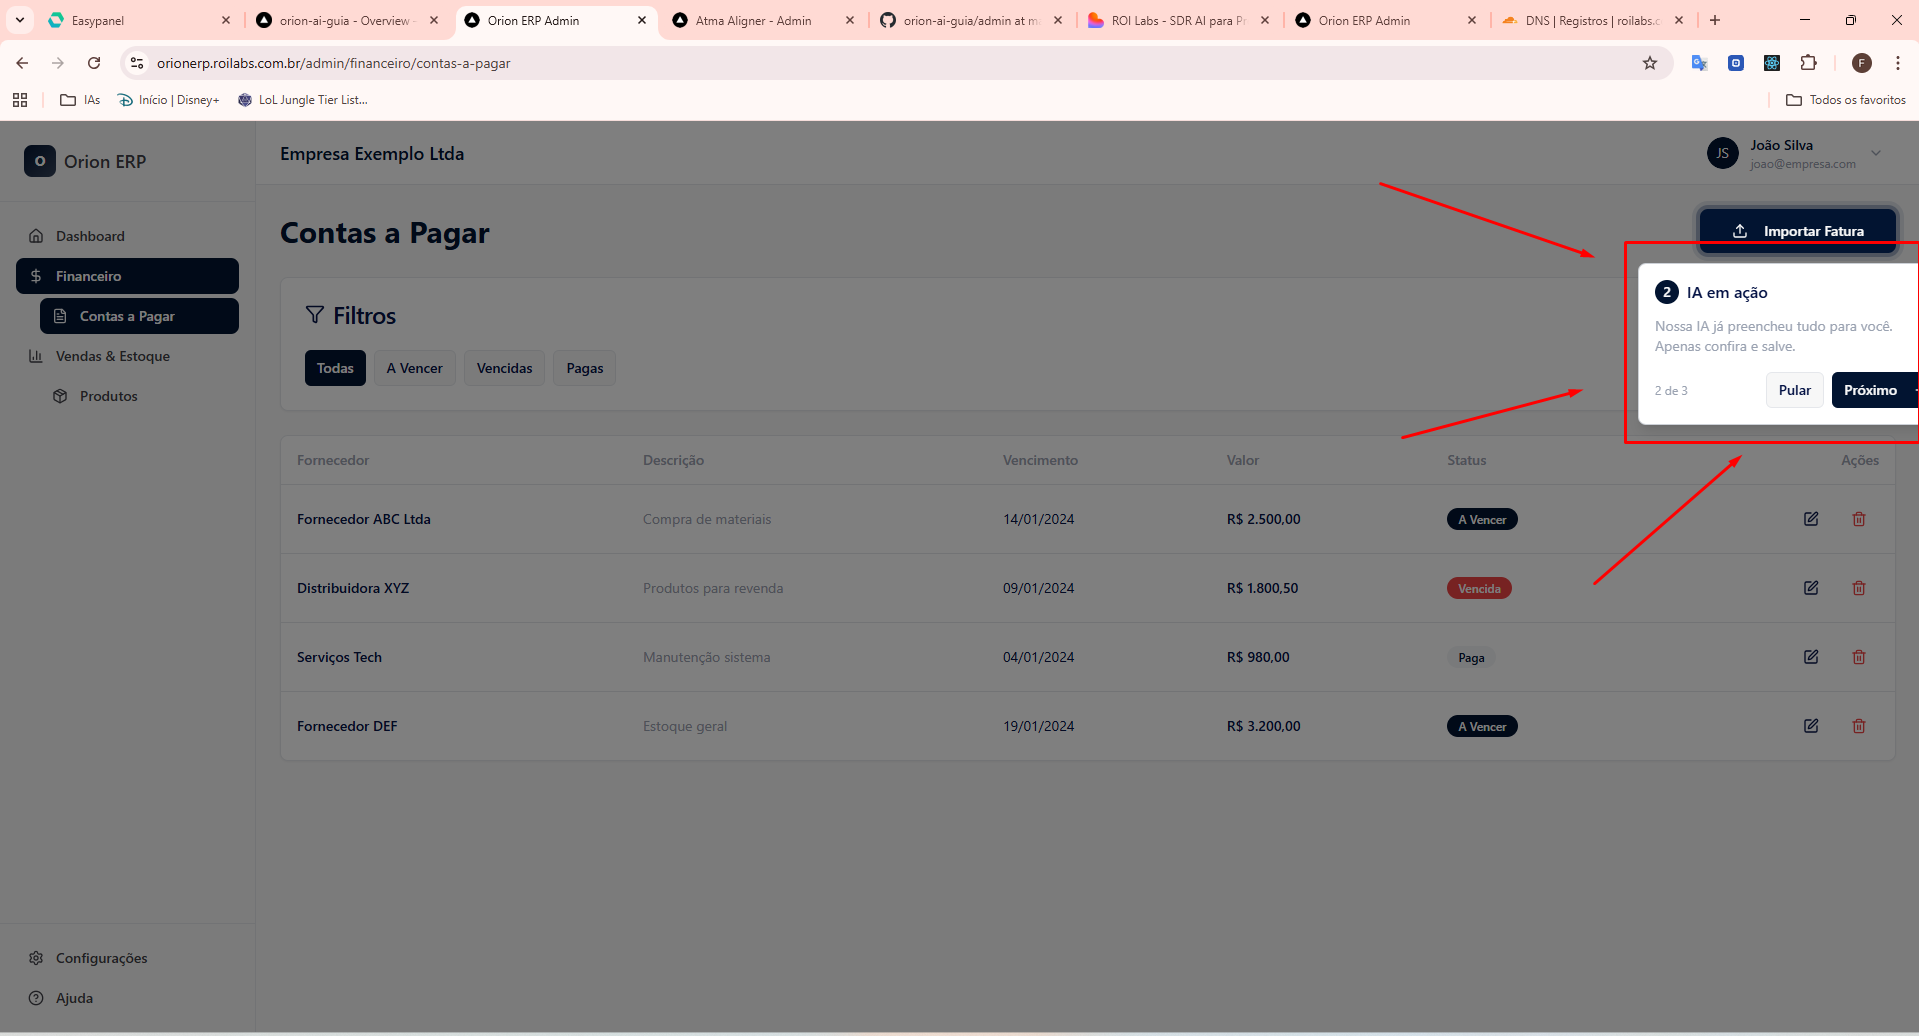 Easypanel
orion-ai-guia - Overview
Orion ERP Admin
Atma Aligner - Admin
orion-ai-guia/admin at ma
ROI Labs - SDR AI para Pr
Orion ERP Admin
DNS | Registros | roilabs.c
orionerp.roilabs.com.br/admin/financeiro/contas-a-pagar
F
IAs
Início | Disney+
LoL Jungle Tier List...
Todos os favoritos
O
Orion ERP
Empresa Exemplo Ltda
JS
João Silva
joao@empresa.com
Dashboard
Financeiro
Contas a Pagar
Vendas & Estoque
Produtos
Configurações
Ajuda
Contas a Pagar
Importar Fatura
Filtros
Todas
A Vencer
Vencidas
Pagas
2 IA em ação
Nossa IA já preencheu tudo para você.
Apenas confira e salve.
2 de 3
Pular
Próximo
Fornecedor Descrição Vencimento Valor Status Ações
Fornecedor ABC Ltda Compra de materiais 14/01/2024 R$ 2.500,00 A Vencer
Distribuidora XYZ Produtos para revenda 09/01/2024 R$ 1.800,50 Vencida
Serviços Tech Manutenção sistema 04/01/2024 R$ 980,00 Paga
Fornecedor DEF Estoque geral 19/01/2024 R$ 3.200,00 A Vencer